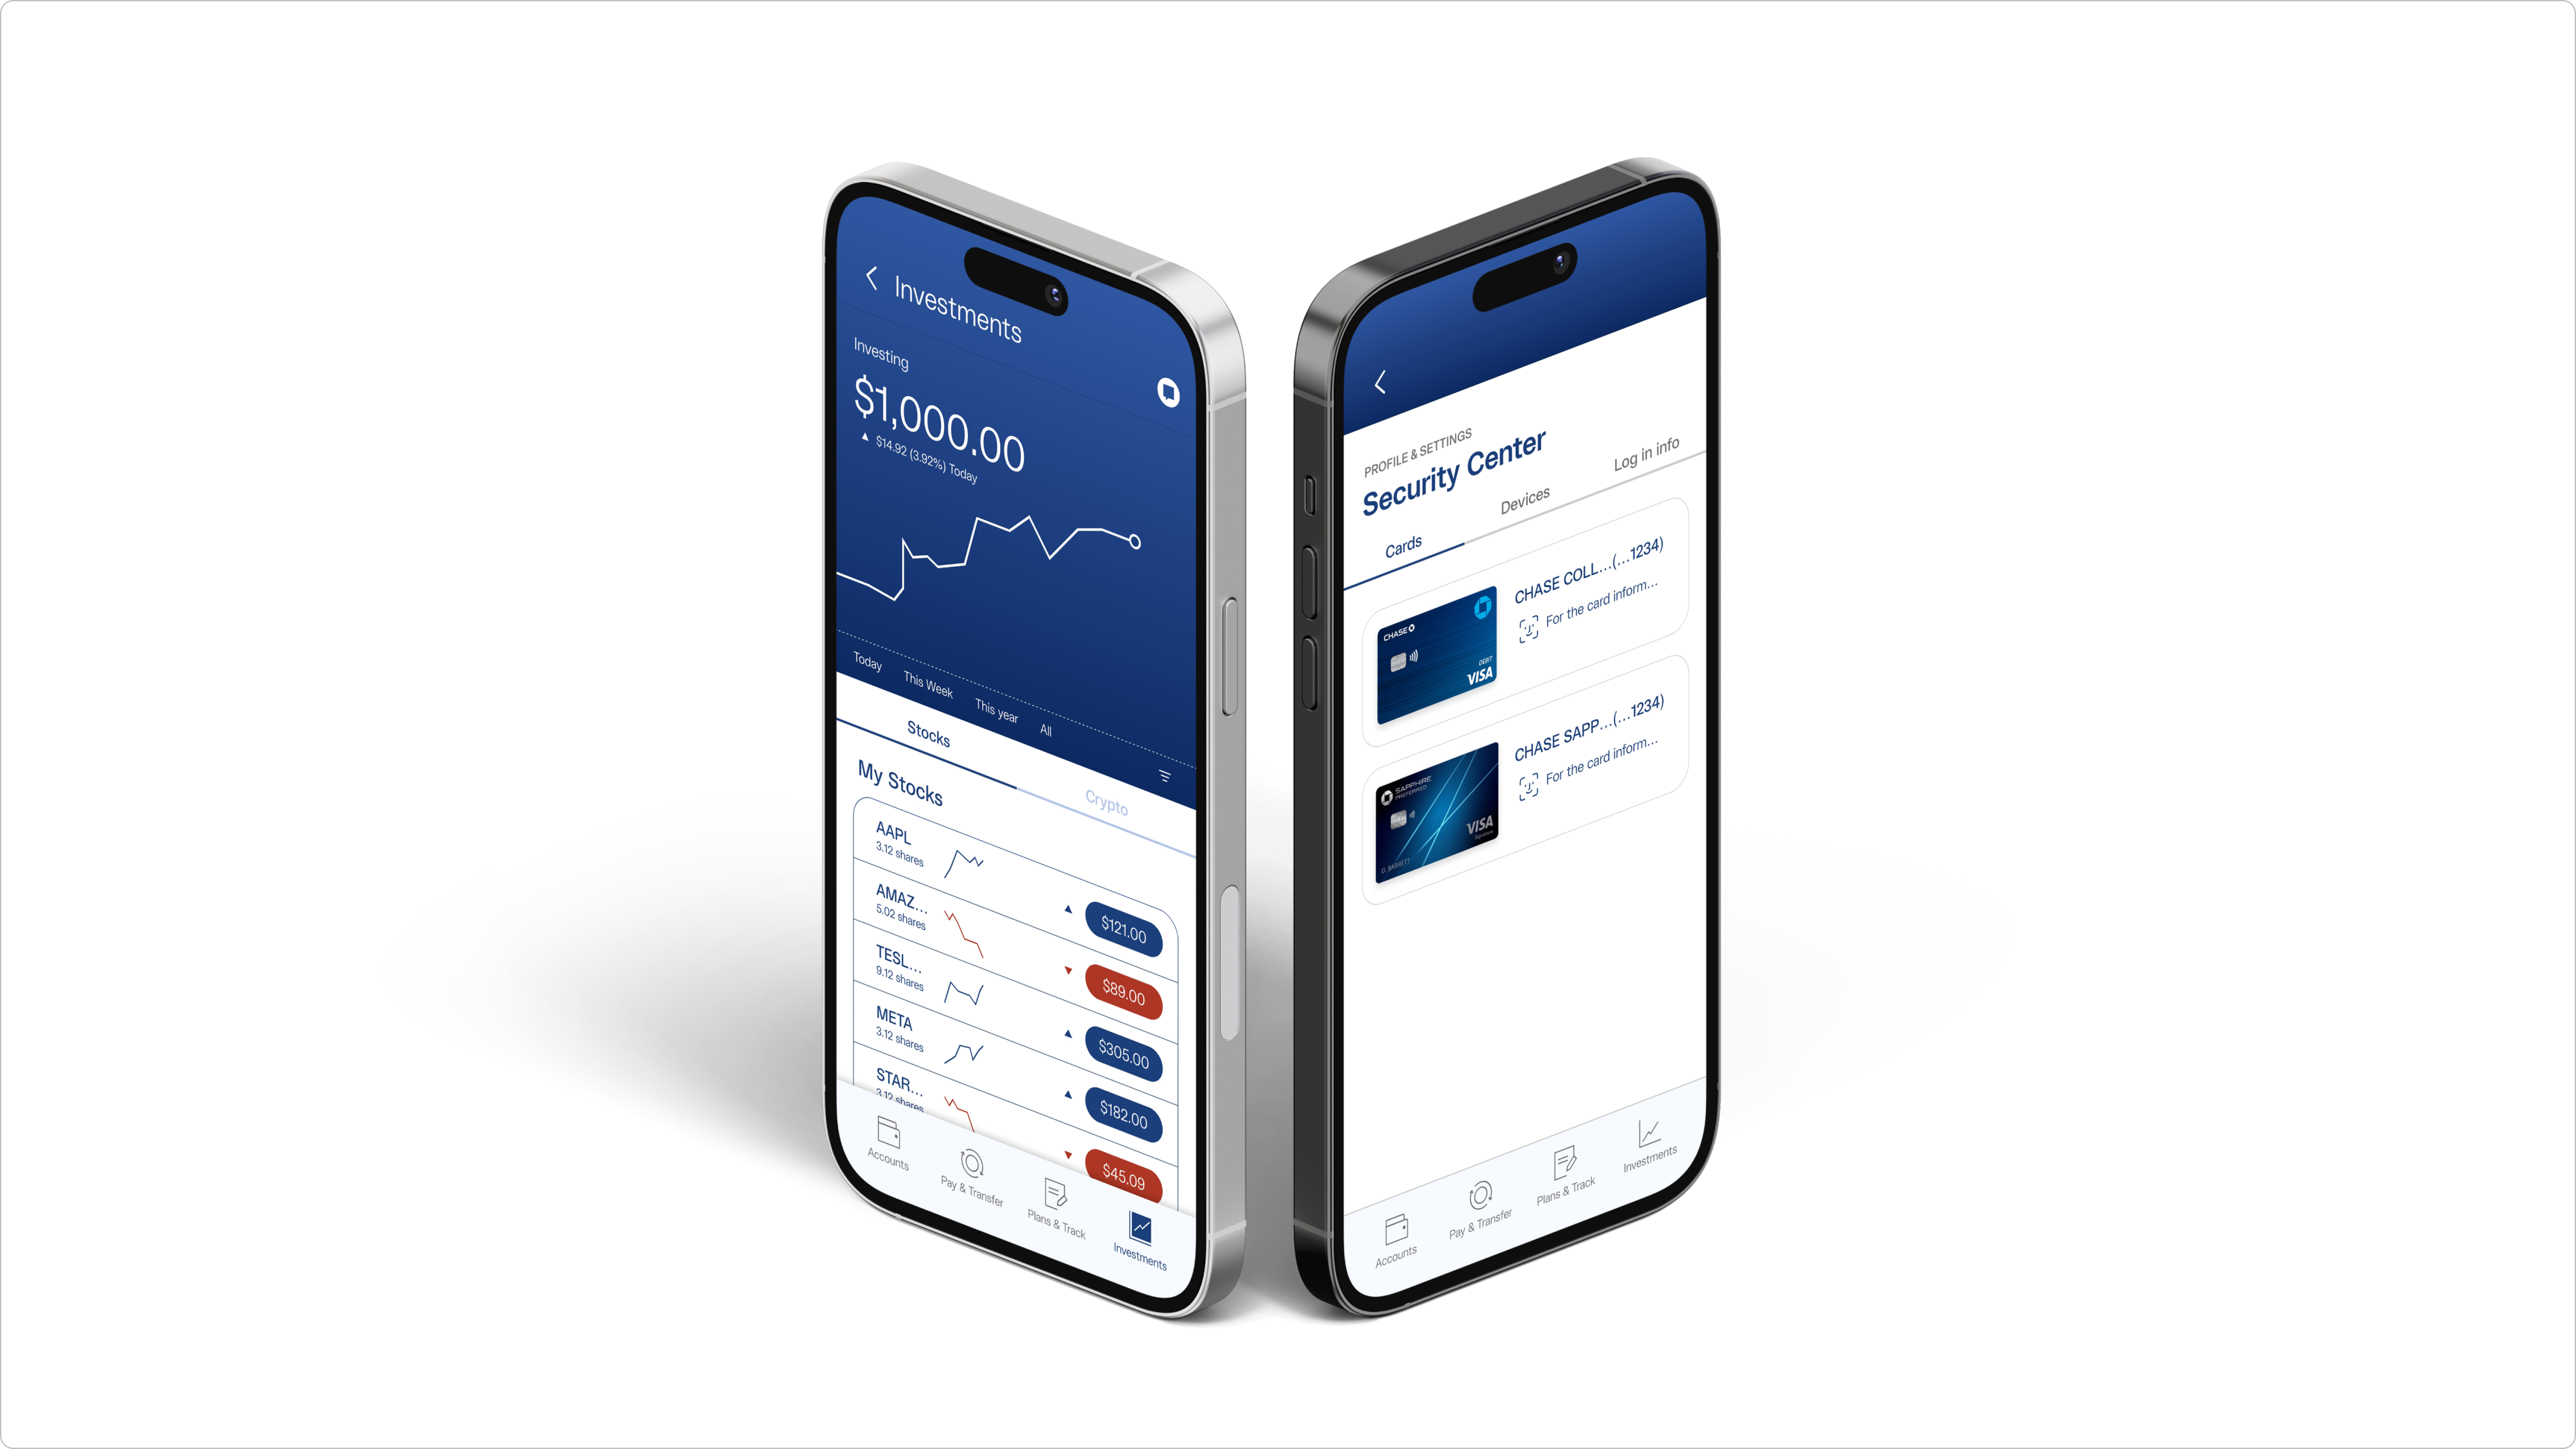 Investments
Investing
$1,000.00
▲ $14.92 (3.92%) Today
Today
This Week
This year
All
Stocks
Crypto
My Stocks
AAPL
3.12 shares
▲ $121.00
AMAZ...
5.02 shares
▼ $89.00
TESL...
9.12 shares
▲ $305.00
META
3.12 shares
▲ $182.00
STAR...
3.12 shares
▼ $45.09
Accounts
Pay & Transfer
Plans & Track
Investments
PROFILE & SETTINGS
Security Center
Cards
Devices
Log in info
CHASE
DEBIT
VISA
CHASE COLL...(...1234)
For the card inform...
SAPPHIRE
PREFERRED
VISA
Signature
D. BARRETT
CHASE SAPP...(...1234)
For the card inform...
Accounts
Pay & Transfer
Plans & Track
Investments